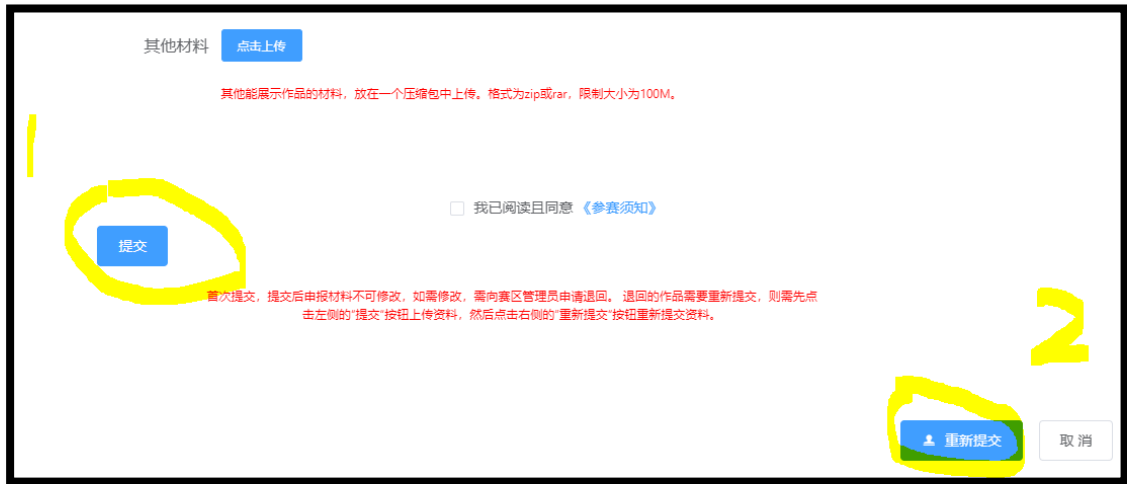 其他材料 点击上传
其他能展示作品的材料，放在一个压缩包中上传。格式为zip或rar，限制大小为100M。
1
我已阅读且同意《参赛须知》
提交
首次提交，提交后申报材料不可修改，如需修改，需向赛区管理员申请退回。 退回的作品需要重新提交，则需先点
击左侧的"提交"按钮上传资料，然后点击右侧的"重新提交"按钮重新提交资料。
2
重新提交 取消